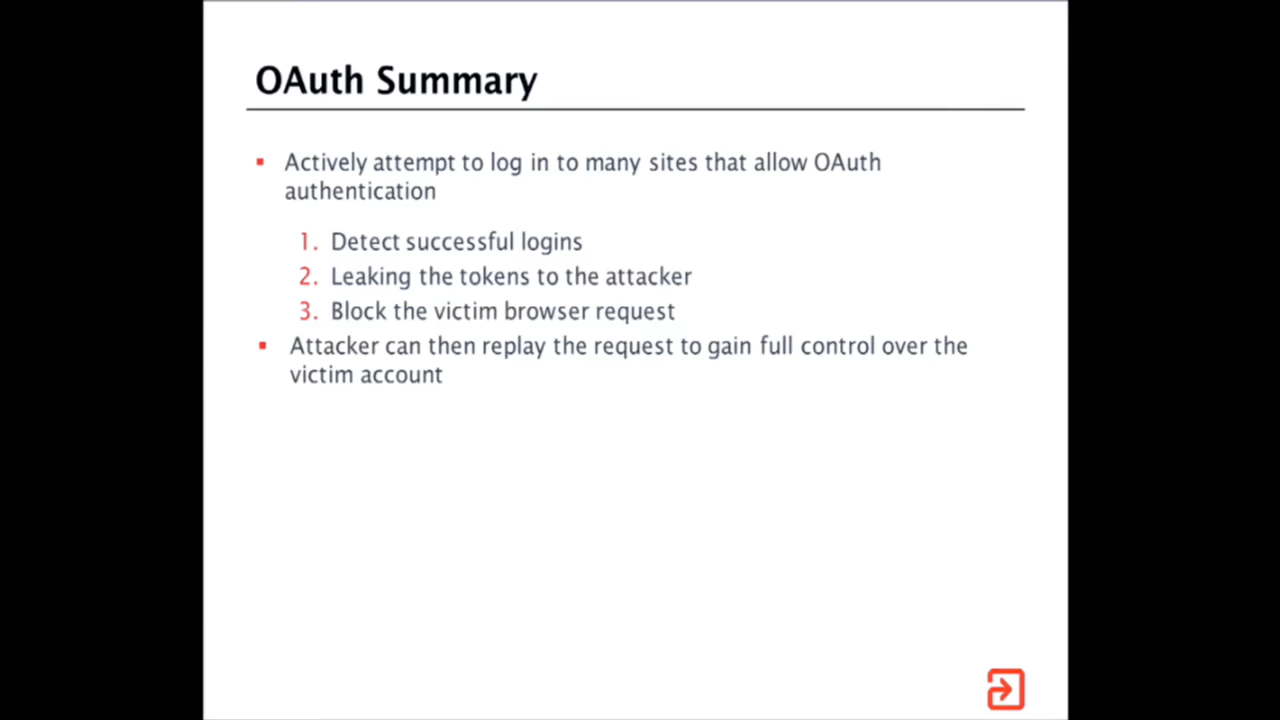 OAuth Summary
Actively attempt to log in to many sites that allow OAuth
authentication
1. Detect successful logins
2. Leaking the tokens to the attacker
3. Block the victim browser request
Attacker can then replay the request to gain full control over the
victim account